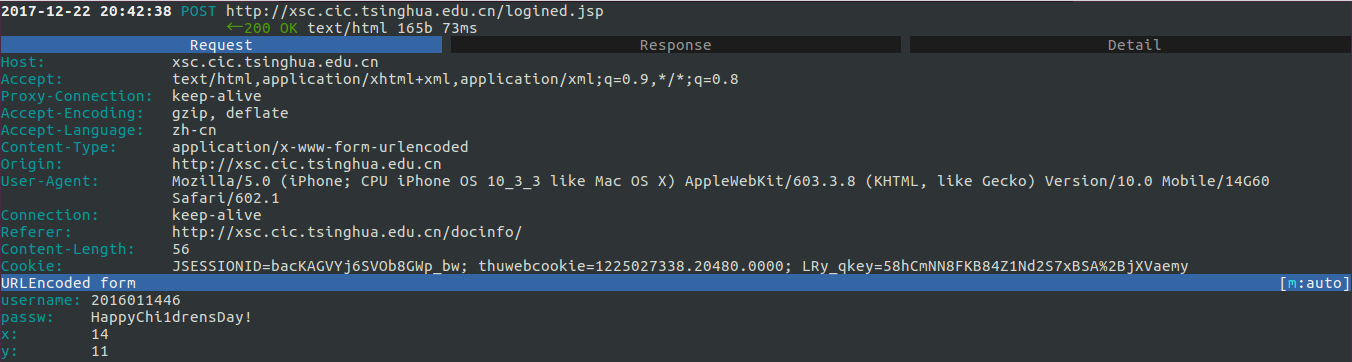 2017-12-22 20:42:38 POST http://xsc.cic.tsinghua.edu.cn/logined.jsp
←200 OK text/html 165b 73ms
Request Response Detail
Host: xsc.cic.tsinghua.edu.cn
Accept: text/html,application/xhtml+xml,application/xml;q=0.9,*/*;q=0.8
Proxy-Connection: keep-alive
Accept-Encoding: gzip, deflate
Accept-Language: zh-cn
Content-Type: application/x-www-form-urlencoded
Origin: http://xsc.cic.tsinghua.edu.cn
User-Agent: Mozilla/5.0 (iPhone; CPU iPhone OS 10_3_3 like Mac OS X) AppleWebKit/603.3.8 (KHTML, like Gecko) Version/10.0 Mobile/14G60
Safari/602.1
Connection: keep-alive
Referer: http://xsc.cic.tsinghua.edu.cn/docinfo/
Content-Length: 56
Cookie: JSESSIONID=bacKAGVYj6SVOb8GWp_bw; thuwebcookie=1225027338.20480.0000; LRy_qkey=58hCmNN8FKB84Z1Nd2S7xBSA%2BjXVaemy
URLEncoded form [m:auto]
username: 2016011446
passw: HappyChi1drensDay!
x: 14
y: 11